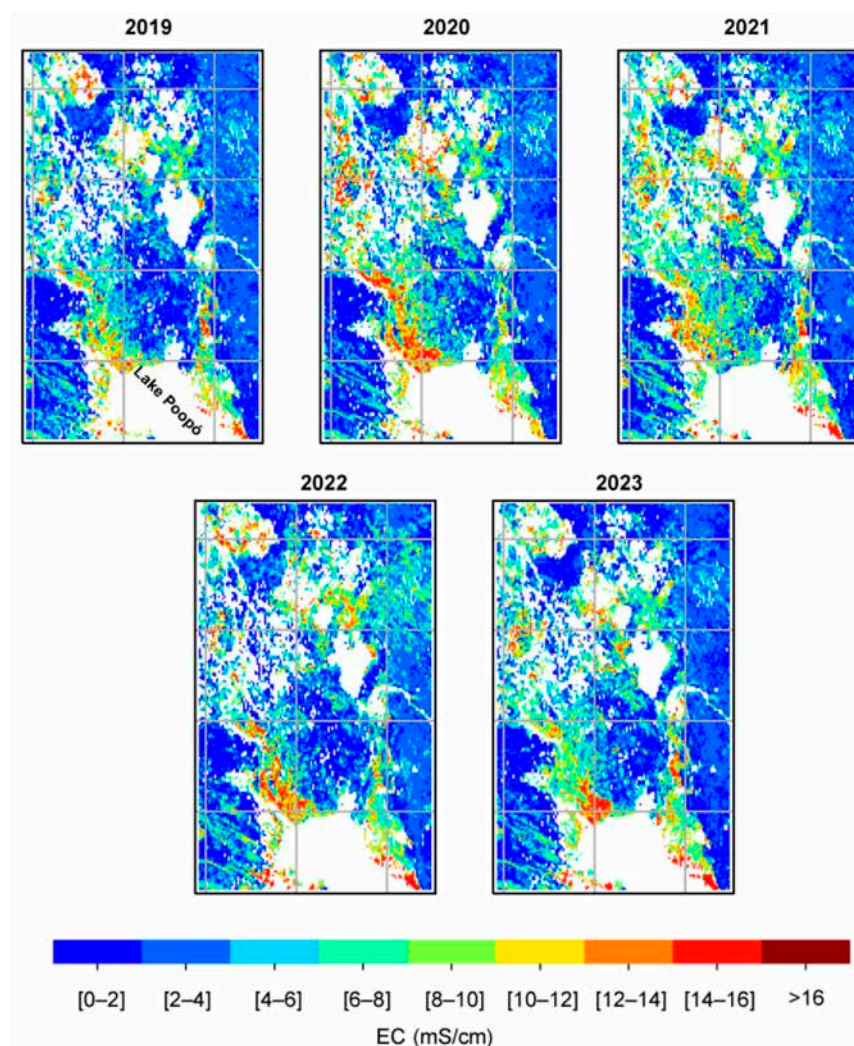 2019 2020 2021
Lake Poopó
2022 2023
[0–2] [2–4] [4–6] [6–8] [8–10] [10–12] [12–14] [14–16] >16
EC (mS/cm)